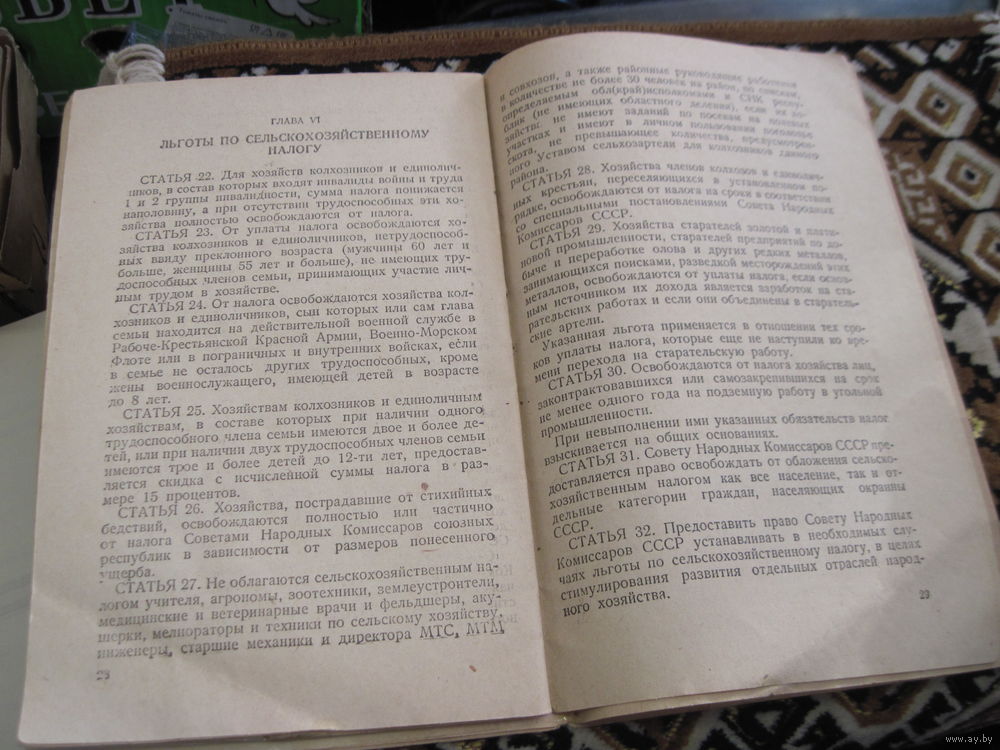 ГЛАВА VI
ЛЬГОТЫ ПО СЕЛЬСКОХОЗЯЙСТВЕННОМУ
НАЛОГУ
СТАТЬЯ 22. Для хозяйств колхозников и единолич-
ников, в состав которых входят инвалиды войны и труда
1 и 2 группы инвалидности, сумма налога понижается
наполовину, а при отсутствии трудоспособных эти хо-
зяйства полностью освобождаются от налога.
СТАТЬЯ 23. От уплаты налога освобождаются хо-
зяйства колхозников и единоличников, нетрудоспособ-
ных ввиду преклонного возраста (мужчины 60 лет и
больше, женщины 55 лет и больше), не имеющих тру-
доспособных членов семьи, принимающих участие лич-
ным трудом в хозяйстве.
СТАТЬЯ 24. От налога освобождаются хозяйства кол-
хозников и единоличников, сын которых или сам глава
семьи находится на действительной военной службе в
Рабоче-Крестьянской Красной Армии, Военно-Морском
Флоте или в пограничных и внутренних войсках, если
в семье не осталось других трудоспособных, кроме
жены военнослужащего, имеющей детей в возрасте
до 8 лет.
СТАТЬЯ 25. Хозяйствам колхозников и единоличным
хозяйствам, в составе которых при наличии одного
трудоспособного члена семьи имеются двое и более де-
тей, или при наличии двух трудоспособных членов семьи
имеются трое и более детей до 12-ти лет, предостав-
ляется скидка с исчисленной суммы налога в раз-
мере 15 процентов.
СТАТЬЯ 26. Хозяйства, пострадавшие от стихийных
бедствий, освобождаются полностью или частично
от налога Советами Народных Комиссаров союзных
республик в зависимости от размеров понесенного
ущерба.
СТАТЬЯ 27. Не облагаются сельскохозяйственным на-
логом учителя, агрономы, зоотехники, землеустроители,
медицинские и ветеринарные врачи и фельдшеры, аку-
шерки, мелиораторы и техники по сельскому хозяйству,
инженеры, старшие механики и директора МТС, МТМ
28
и совхозов, а также районные руководящие работники
в количестве не более 30 человек на район, по спискам,
определяемым обл(край)исполкомами и СНК респу-
блик (не имеющих областного деления), если их хо-
зяйства: не имеют заданий по посевам на полевых
участках и имеют в личном пользовании поголовье
скота, не превышающее количества, предусмотрен-
ного Уставом сельхозартели для колхозников данного
района.
СТАТЬЯ 28. Хозяйства членов колхозов и единолич-
ных крестьян, переселяющихся в установленном по-
рядке, освобождаются от налога на сроки в соответствии
со специальными постановлениями Совета Народных
Комиссаров СССР.
СТАТЬЯ 29. Хозяйства старателей золотой и плати-
новой промышленности, старателей предприятий по до-
быче и переработке олова и других редких металлов,
занимающихся поисками, разведкой месторождений этих
металлов, освобождаются от уплаты налога, если основ-
ным источником их дохода является заработок на ста-
рательских работах и если они объединены в старатель-
ские артели.
Указанная льгота применяется в отношении тех сро-
ков уплаты налога, которые еще не наступили ко вре-
мени перехода на старательскую работу.
СТАТЬЯ 30. Освобождаются от налога хозяйства лиц,
законтрактовавшихся или самозакрепившихся на срок
не менее одного года на подземную работу в угольной
промышленности.
При невыполнении ими указанных обязательств налог
взыскивается на общих основаниях.
СТАТЬЯ 31. Совету Народных Комиссаров СССР пре-
доставляется право освобождать от обложения сельско-
хозяйственным налогом как все население, так и от-
дельные категории граждан, населяющих окраины
СССР.
СТАТЬЯ 32. Предоставить право Совету Народных
Комиссаров СССР устанавливать в необходимых слу-
чаях льготы по сельскохозяйственному налогу, в целях
стимулирования развития отдельных отраслей народ-
ного хозяйства.
29
www.ay.by